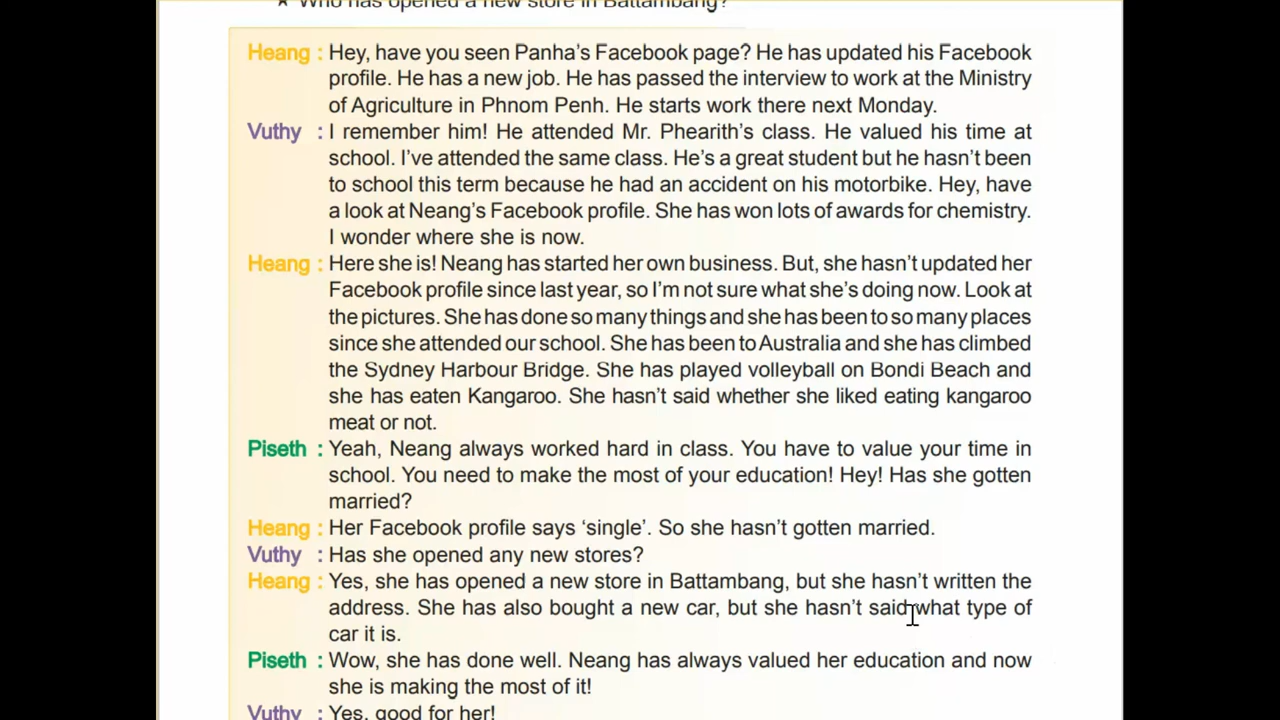 ★ Who has opened a new store in Battambang?
Heang : Hey, have you seen Panha's Facebook page? He has updated his Facebook
profile. He has a new job. He has passed the interview to work at the Ministry
of Agriculture in Phnom Penh. He starts work there next Monday.
Vuthy : I remember him! He attended Mr. Phearith's class. He valued his time at
school. I've attended the same class. He's a great student but he hasn't been
to school this term because he had an accident on his motorbike. Hey, have
a look at Neang's Facebook profile. She has won lots of awards for chemistry.
I wonder where she is now.
Heang : Here she is! Neang has started her own business. But, she hasn't updated her
Facebook profile since last year, so I'm not sure what she's doing now. Look at
the pictures. She has done so many things and she has been to so many places
since she attended our school. She has been to Australia and she has climbed
the Sydney Harbour Bridge. She has played volleyball on Bondi Beach and
she has eaten Kangaroo. She hasn't said whether she liked eating kangaroo
meat or not.
Piseth : Yeah, Neang always worked hard in class. You have to value your time in
school. You need to make the most of your education! Hey! Has she gotten
married?
Heang : Her Facebook profile says 'single'. So she hasn't gotten married.
Vuthy : Has she opened any new stores?
Heang : Yes, she has opened a new store in Battambang, but she hasn't written the
address. She has also bought a new car, but she hasn't said what type of
car it is.
Piseth : Wow, she has done well. Neang has always valued her education and now
she is making the most of it!
Vuthy : Yes, good for her!